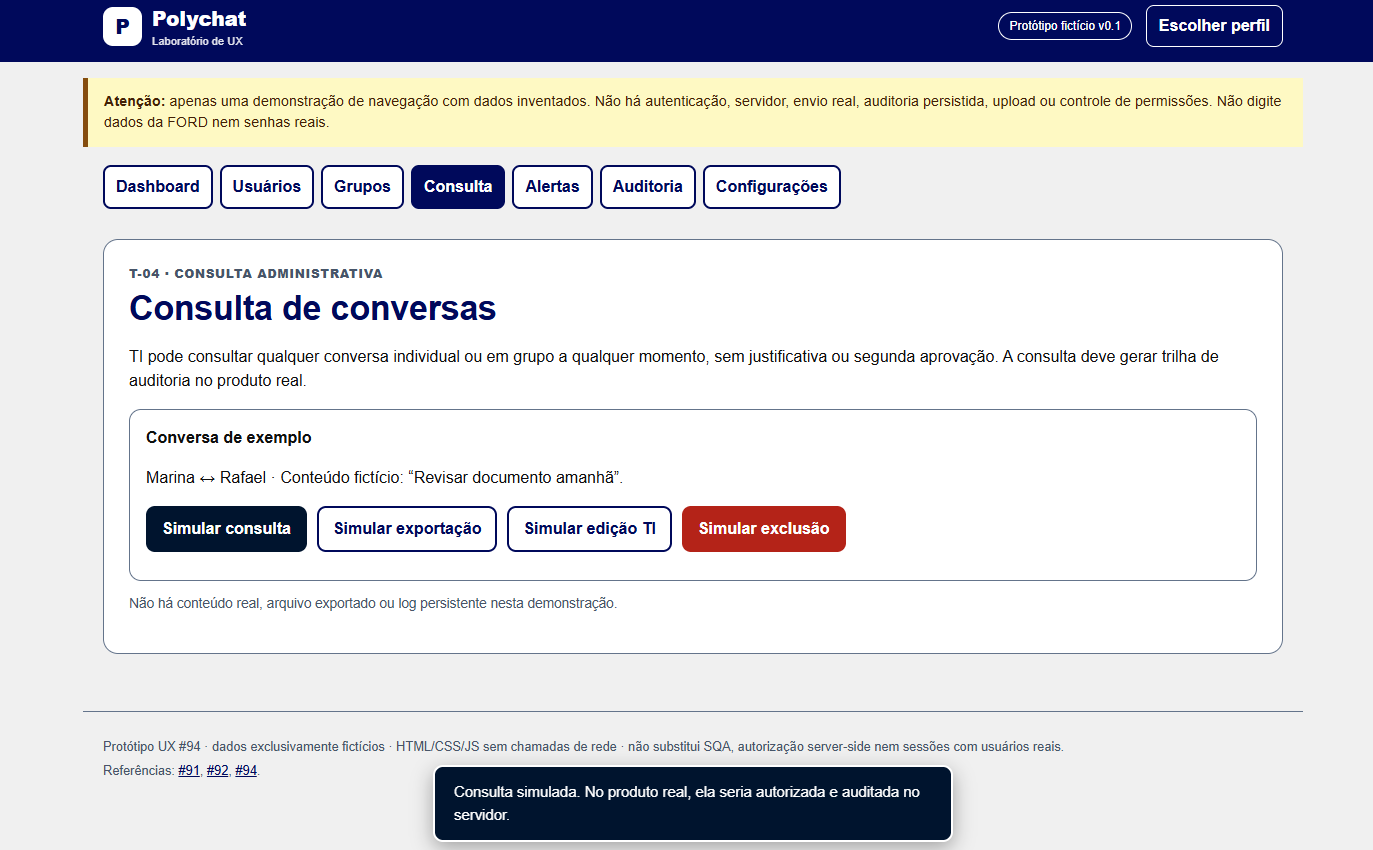 P
Polychat
Laboratório de UX
Protótipo fictício v0.1
Escolher perfil
Atenção: apenas uma demonstração de navegação com dados inventados. Não há autenticação, servidor, envio real, auditoria persistida, upload ou controle de permissões. Não digite
dados da FORD nem senhas reais.
Dashboard
Usuários
Grupos
Consulta
Alertas
Auditoria
Configurações
T-04 · CONSULTA ADMINISTRATIVA
Consulta de conversas
TI pode consultar qualquer conversa individual ou em grupo a qualquer momento, sem justificativa ou segunda aprovação. A consulta deve gerar trilha de
auditoria no produto real.
Conversa de exemplo
Marina ↔ Rafael · Conteúdo fictício: “Revisar documento amanhã”.
Simular consulta
Simular exportação
Simular edição TI
Simular exclusão
Não há conteúdo real, arquivo exportado ou log persistente nesta demonstração.
Protótipo UX #94 · dados exclusivamente fictícios · HTML/CSS/JS sem chamadas de rede · não substitui SQA, autorização server-side nem sessões com usuários reais.
Referências: #91, #92, #94.
Consulta simulada. No produto real, ela seria autorizada e auditada no
servidor.